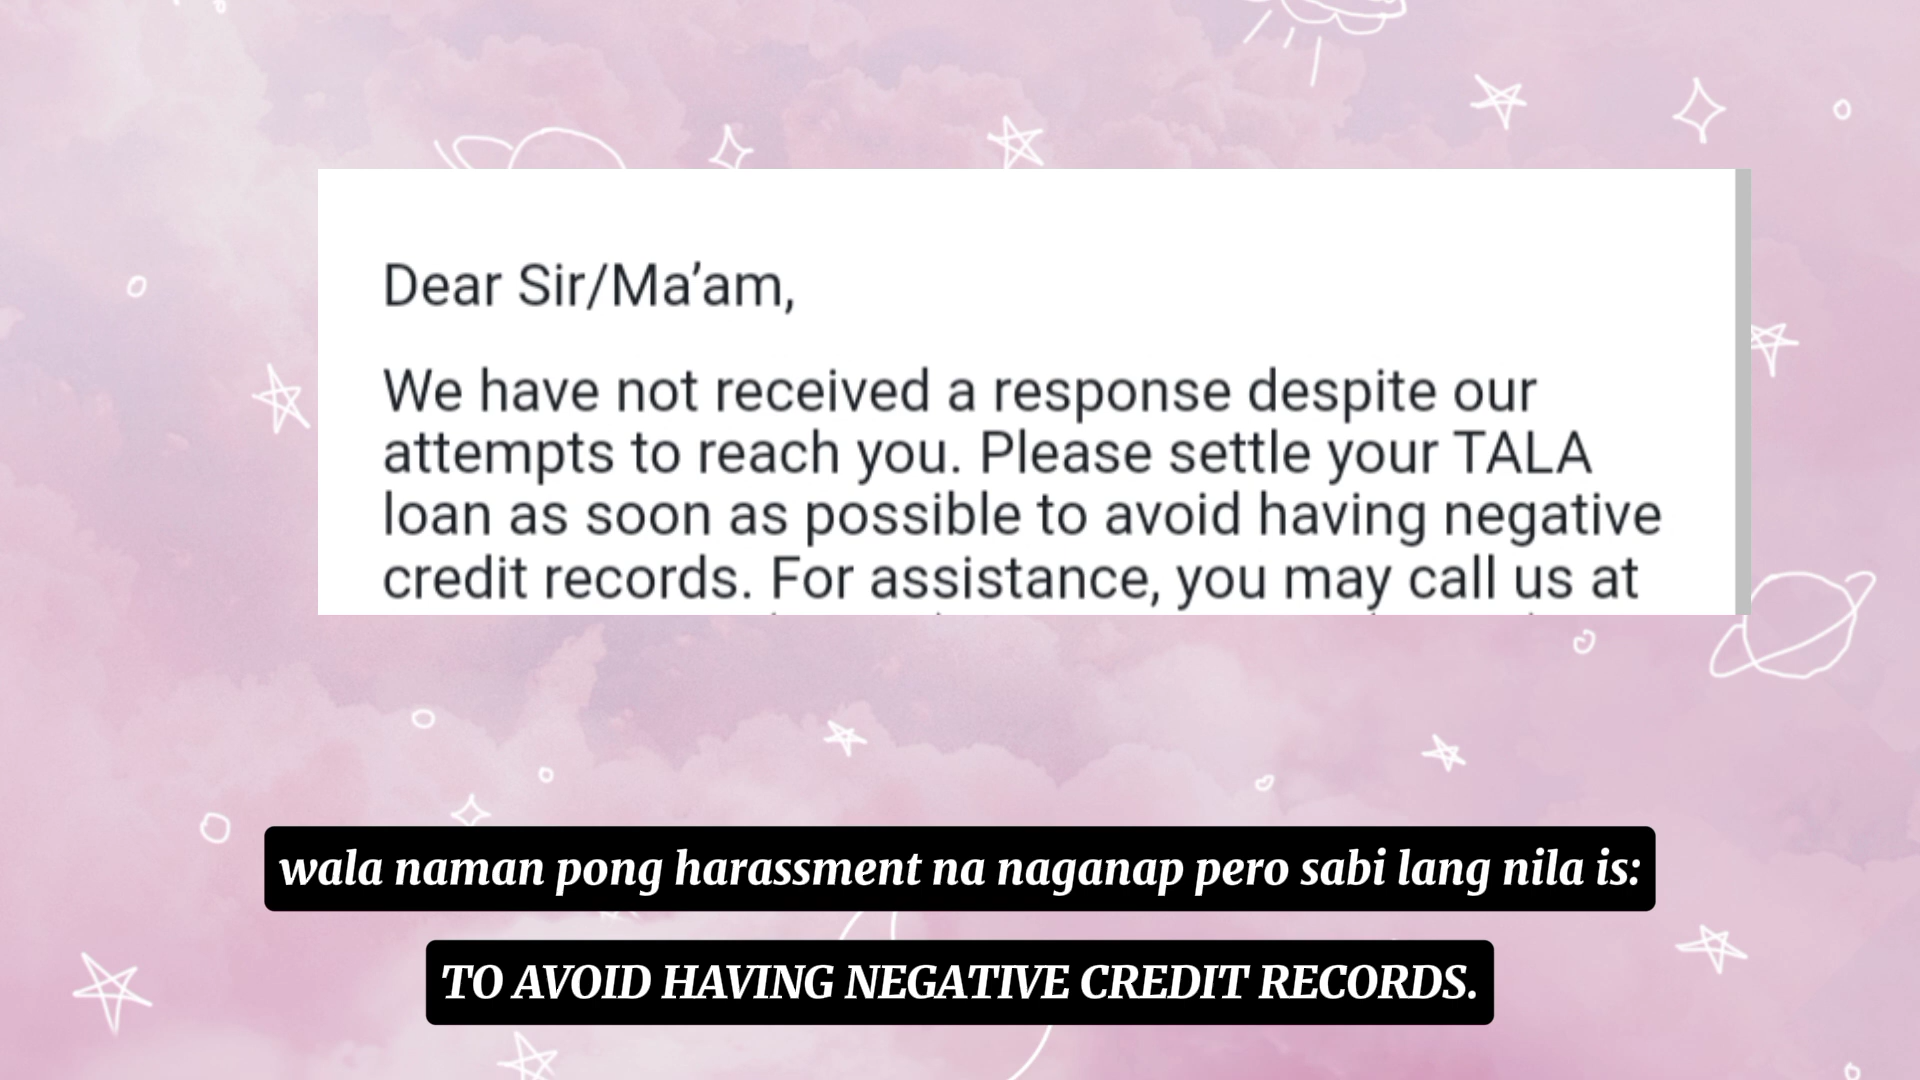 Dear Sir/Ma’am,
We have not received a response despite our
attempts to reach you. Please settle your TALA
loan as soon as possible to avoid having negative
credit records. For assistance, you may call us at
wala naman pong harassment na naganap pero sabi lang nila is:
TO AVOID HAVING NEGATIVE CREDIT RECORDS.